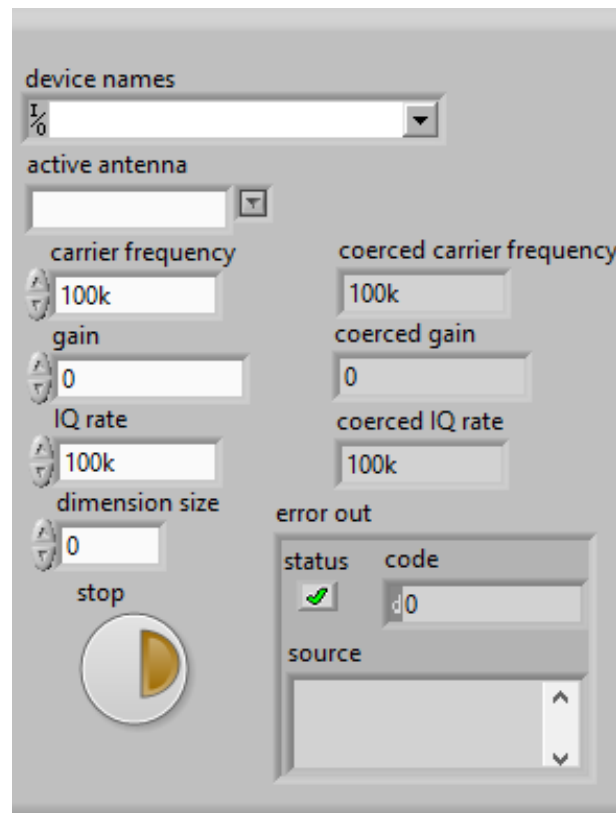 device names
I/O
active antenna
carrier frequency
coerced carrier frequency
100k
100k
gain
coerced gain
0
0
IQ rate
coerced IQ rate
100k
100k
dimension size
0
error out
stop
status
code
d0
source